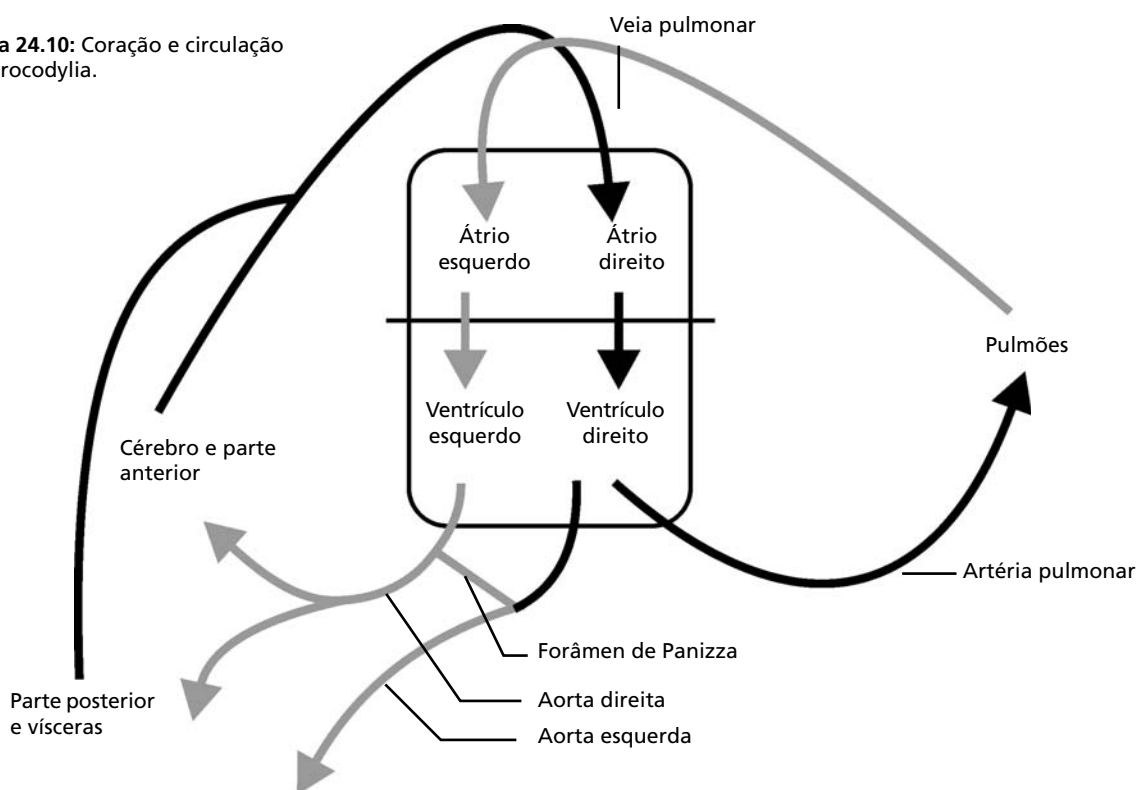 a 24.10: Coração e circulação
rocodylia.
Veia pulmonar
Átrio
esquerdo
Átrio
direito
Pulmões
Ventrículo
esquerdo
Ventrículo
direito
Cérebro e parte
anterior
Artéria pulmonar
Forâmen de Panizza
Parte posterior
e vísceras
Aorta direita
Aorta esquerda